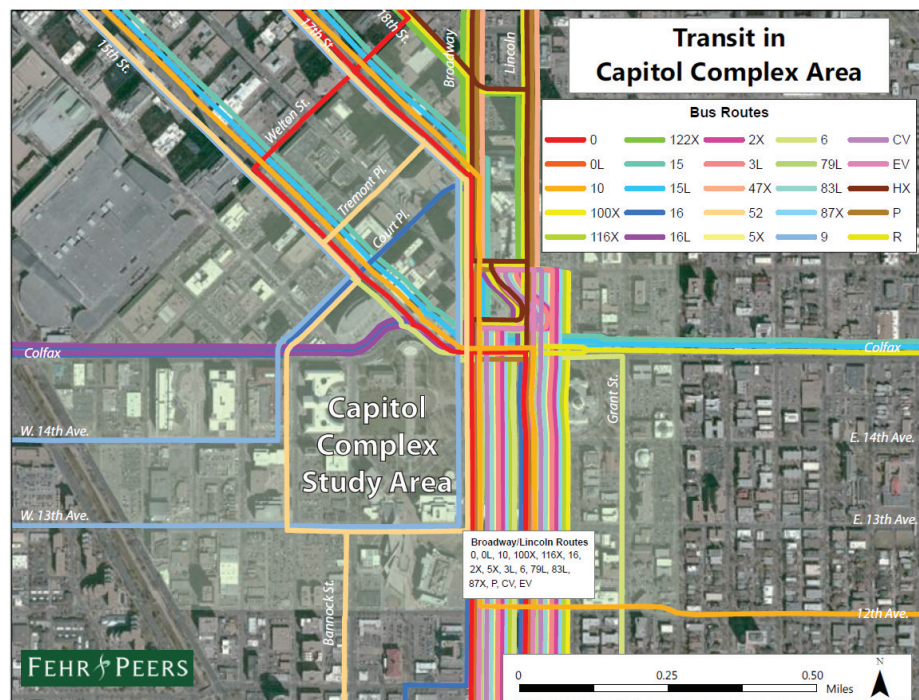 Transit in
Capitol Complex Area
Bus Routes
0
122X
2X
6
CV
0L
15
3L
79L
EV
10
15L
47X
83L
HX
100X
16
52
87X
P
116X
16L
5X
9
R
15th St.
17th St.
18th St.
Broadway
Lincoln
Welton St.
Tremont Pl.
Court Pl.
Colfax
Colfax
Grant St.
W. 14th Ave.
E. 14th Ave.
Capitol
Complex
Study Area
W. 13th Ave.
E. 13th Ave.
Broadway/Lincoln Routes
0, 0L, 10, 100X, 116X, 16,
2X, 5X, 3L, 6, 79L, 83L,
87X, P, CV, EV
Bannock St.
12th Ave.
FEHR PEERS
0 0.25 0.50
Miles
N